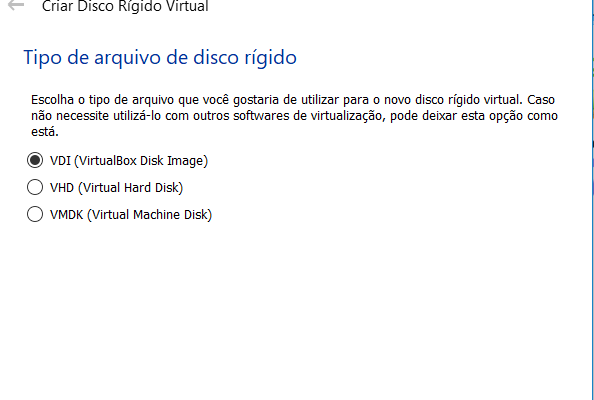 Criar Disco Rígido Virtual
Tipo de arquivo de disco rígido
Escolha o tipo de arquivo que você gostaria de utilizar para o novo disco rígido virtual. Caso
não necessite utilizá-lo com outros softwares de virtualização, pode deixar esta opção como
está.
VDI (VirtualBox Disk Image)
VHD (Virtual Hard Disk)
VMDK (Virtual Machine Disk)